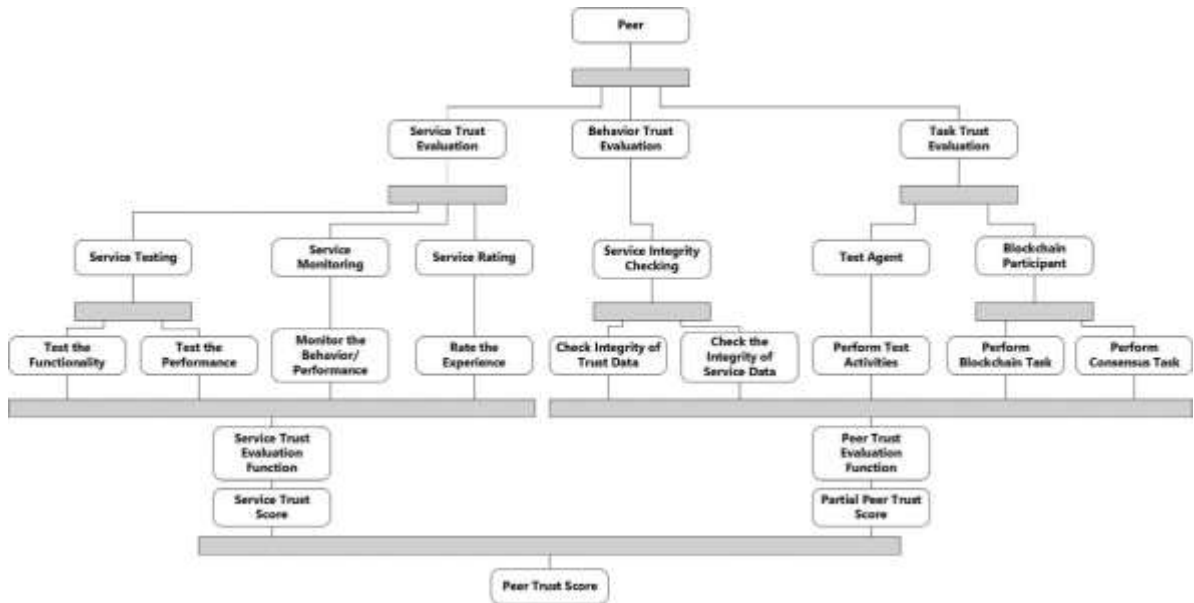 Peer
Service Trust
Evaluation
Behavior Trust
Evaluation
Task Trust
Evaluation
Service Testing
Service
Monitoring
Service Rating
Service Integrity
Checking
Test Agent
Blockchain
Participant
Test the
Functionality
Test the
Performance
Monitor the
Behavior/
Performance
Rate the
Experience
Check Integrity of
Trust Data
Check the
Integrity of
Service Data
Perform Test
Activities
Perform
Blockchain Task
Perform
Consensus Task
Service Trust
Evaluation
Function
Peer Trust
Evaluation
Function
Service Trust
Score
Partial Peer Trust
Score
Peer Trust Score